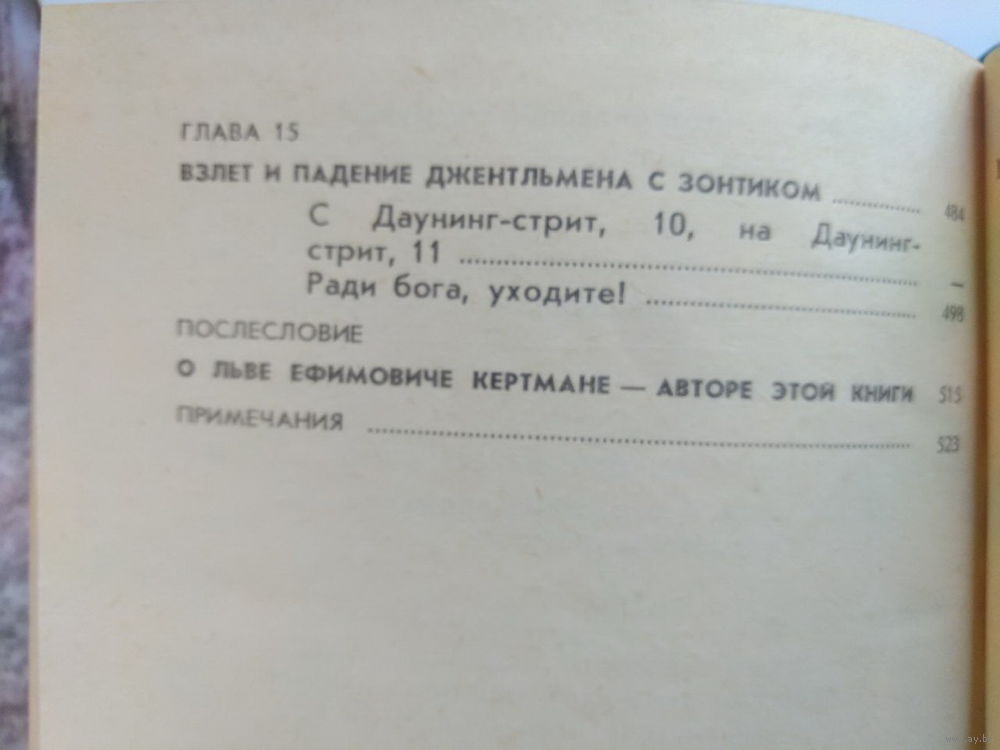 ГЛАВА 15
ВЗЛЕТ И ПАДЕНИЕ ДЖЕНТЛЬМЕНА С ЗОНТИКОМ ........... 484
С Даунинг-стрит, 10, на Даунинг-
стрит, 11 ........... –
Ради бога, уходите! ........... 498
ПОСЛЕСЛОВИЕ
О ЛЬВЕ ЕФИМОВИЧЕ КЕРТМАНЕ — АВТОРЕ ЭТОЙ КНИГИ 515
ПРИМЕЧАНИЯ ........... 523